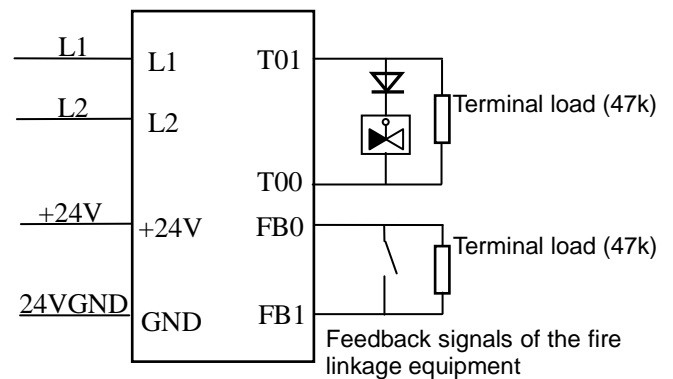 L1
L1
T01
Terminal load (47k)
L2
L2
T00
+24V
+24V
FB0
Terminal load (47k)
24VGND
GND
FB1
Feedback signals of the fire
linkage equipment